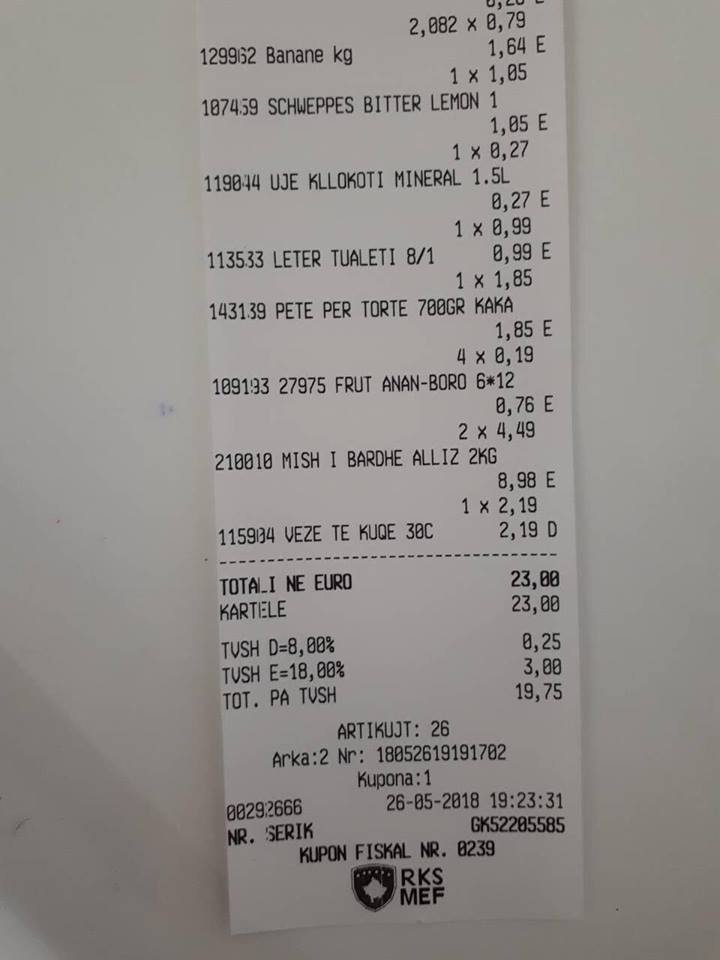 2,082 x 0,79
129962 Banane kg 1,64 E
1 x 1,05
107459 SCHWEPPES BITTER LEMON 1
1,05 E
1 x 0,27
119044 UJE KLLOKOTI MINERAL 1.5L
0,27 E
1 x 0,99
113533 LETER TUALETI 8/1 0,99 E
1 x 1,85
143139 PETE PER TORTE 700GR KAKA
1,85 E
4 x 0,19
109193 27975 FRUT ANAN-BORO 6*12
0,76 E
2 x 4,49
210010 MISH I BARDHE ALLIZ 2KG
8,98 E
1 x 2,19
115904 VEZE TE KUQE 30C 2,19 D
TOTALI NE EURO 23,00
KARTELE 23,00
TVSH D=8,00% 0,25
TVSH E=18,00% 3,00
TOT. PA TVSH 19,75
ARTIKUJT: 26
Arka:2 Nr: 18052619191702
Kupona:1
00292666 26-05-2018 19:23:31
NR. SERIK GK52205585
KUPON FISKAL NR. 0239
RKS
MEF